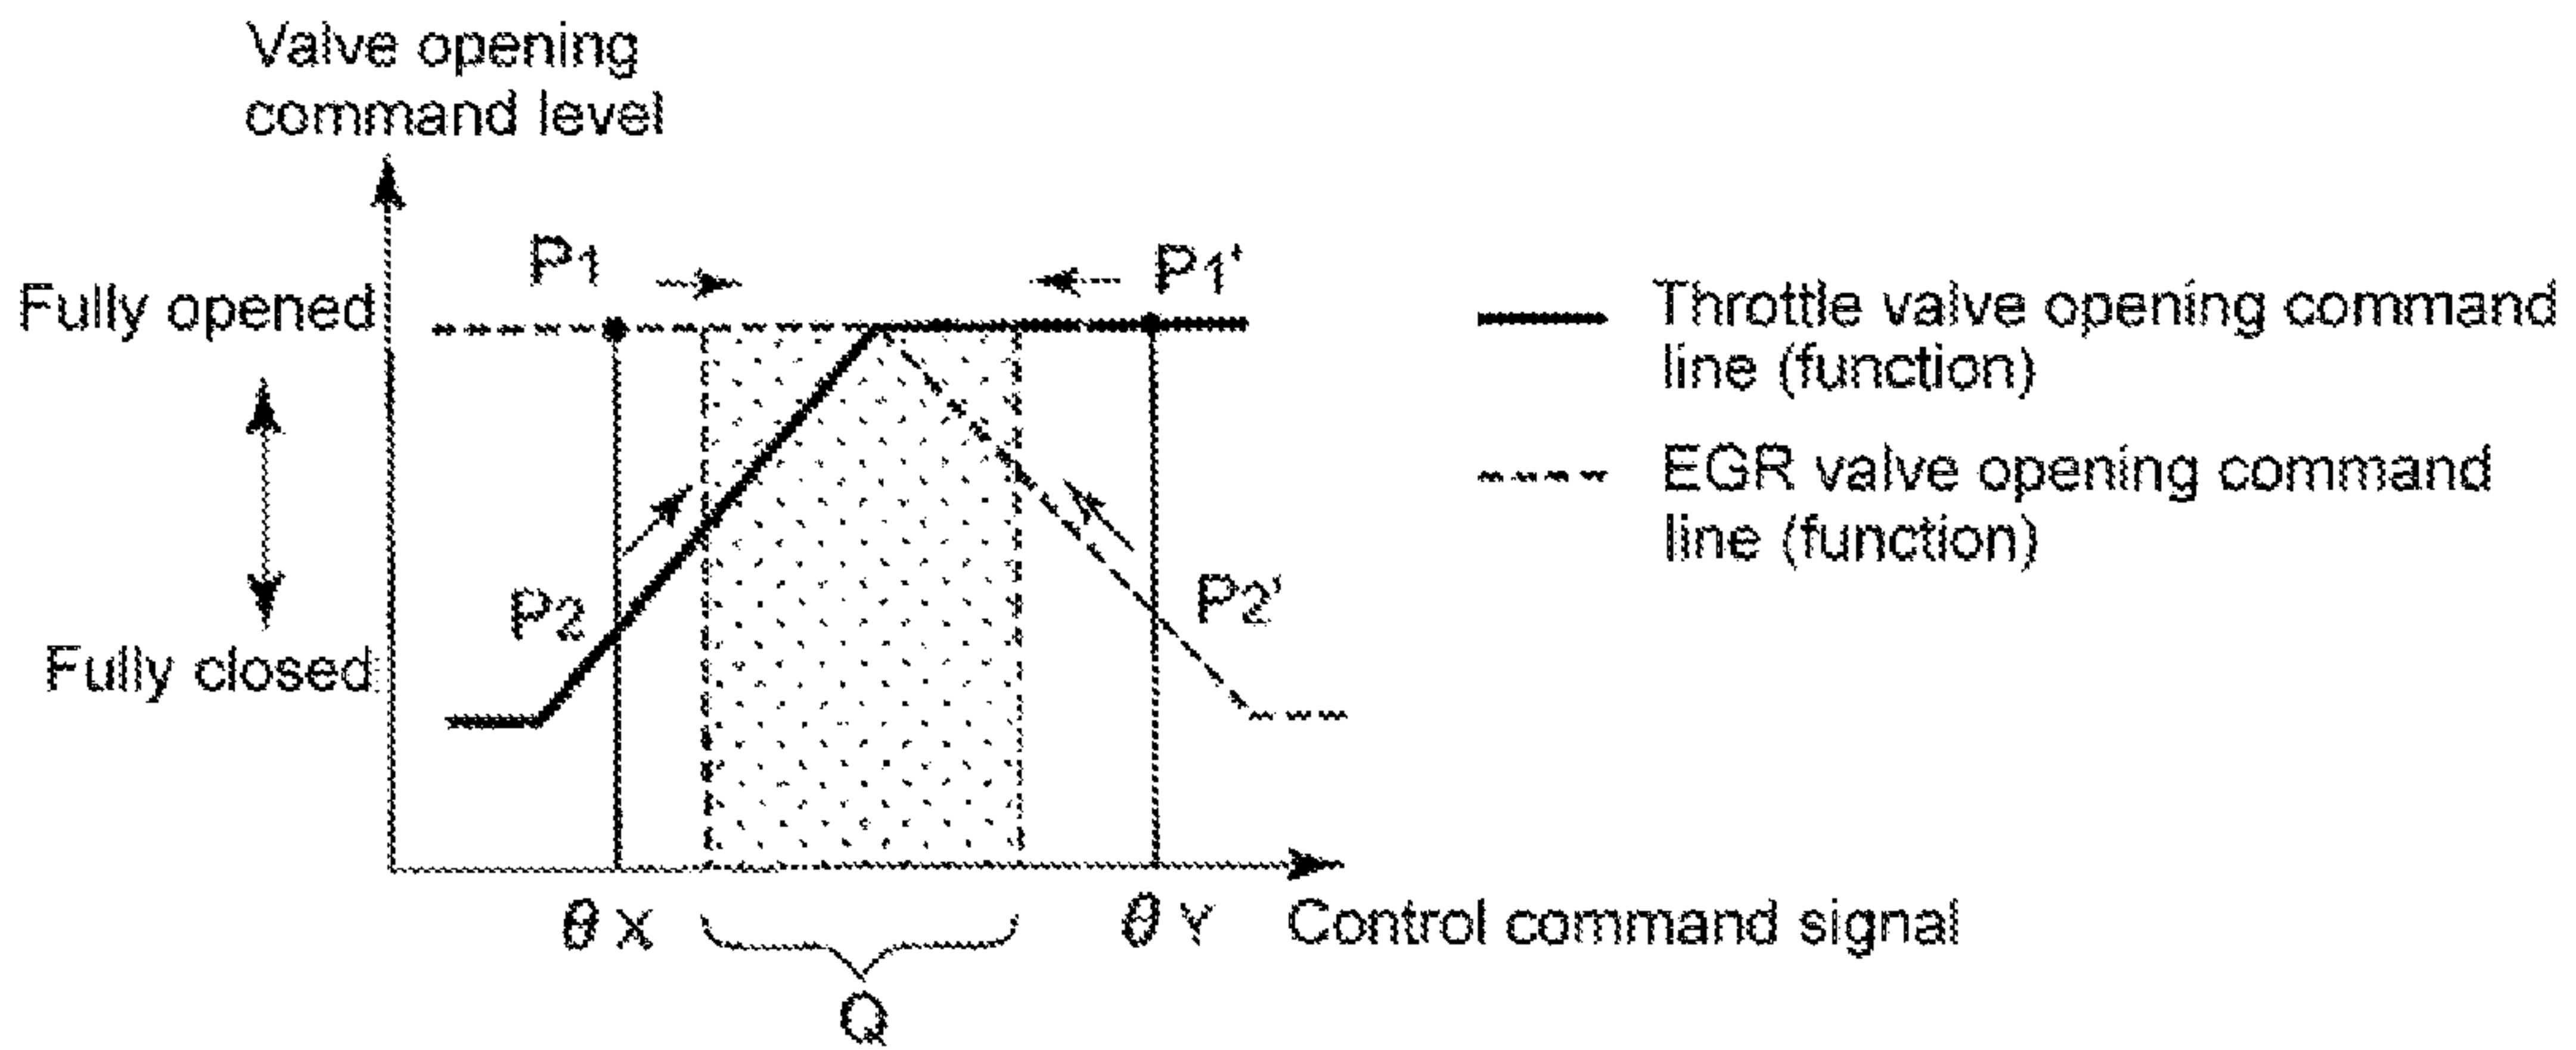 Valve opening
command level
P1
P1'
Fully opened
Throttle valve opening command
line (function)
EGR valve opening command
line (function)
P2
P2'
Fully closed
θX
θY
Control command signal
Q